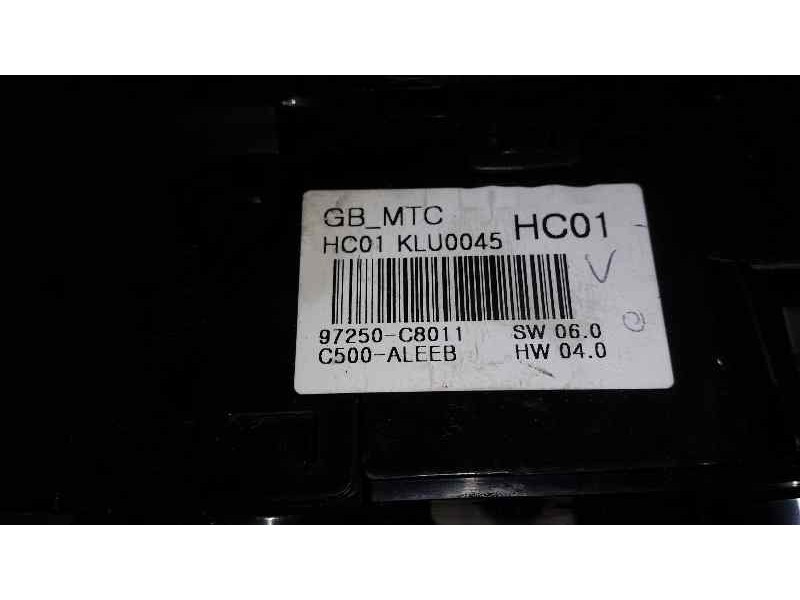 GB_MTC
HC01
HC01 KLU0045
97250-C8011 SW 06.0
C500-ALEEB HW 04.0
V